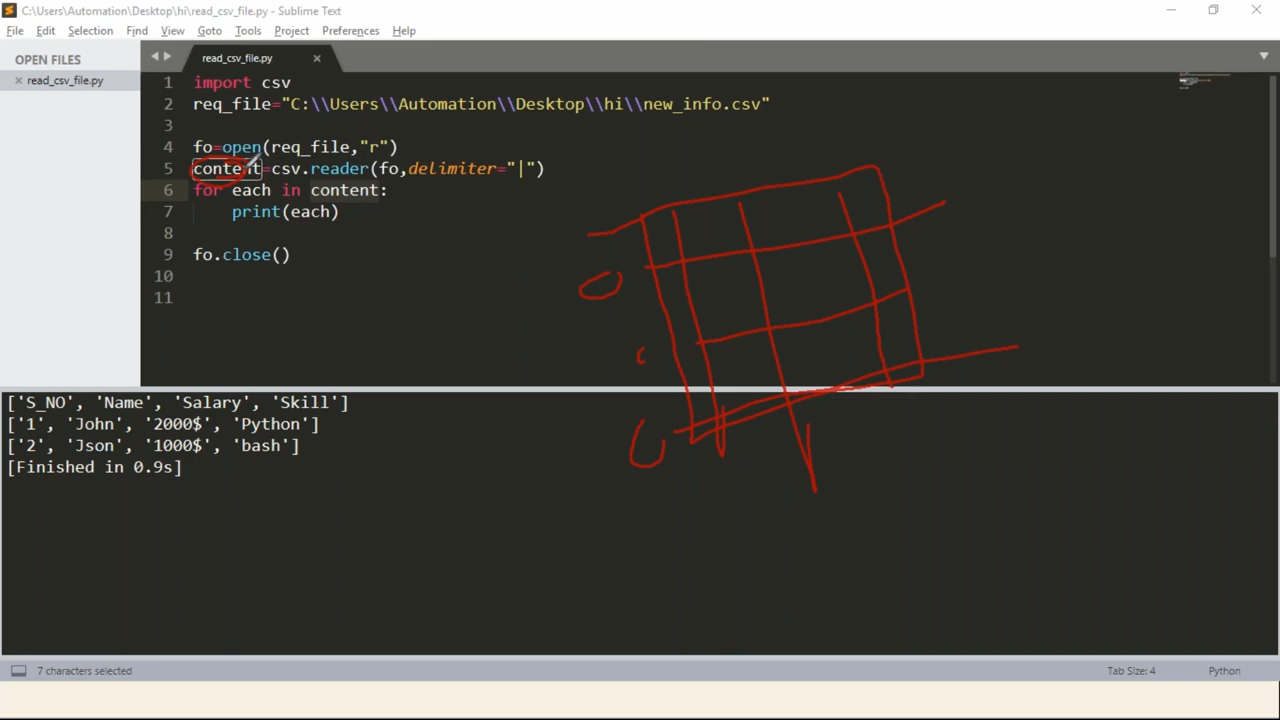 C:\Users\Automation\Desktop\hi\read_csv_file.py - Sublime Text
File Edit Selection Find View Goto Tools Project Preferences Help
OPEN FILES
× read_csv_file.py
read_csv_file.py ×
1 import csv
2 req_file="C:\\Users\\Automation\\Desktop\\hi\\new_info.csv"
3
4 fo=open(req_file,"r")
5 content=csv.reader(fo,delimiter="|")
6 for each in content:
7     print(each)
8
9 fo.close()
10
11
['S_NO', 'Name', 'Salary', 'Skill']
['1', 'John', '2000$', 'Python']
['2', 'Json', '1000$', 'bash']
[Finished in 0.9s]
7 characters selected
Tab Size: 4
Python